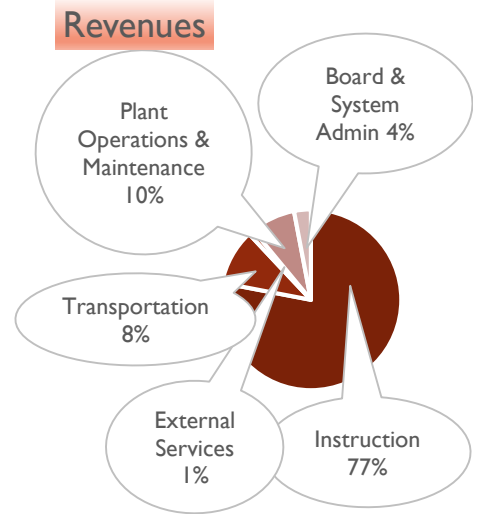 Revenues
Board &
System
Admin 4%
Plant
Operations &
Maintenance
10%
Transportation
8%
External
Services
1%
Instruction
77%